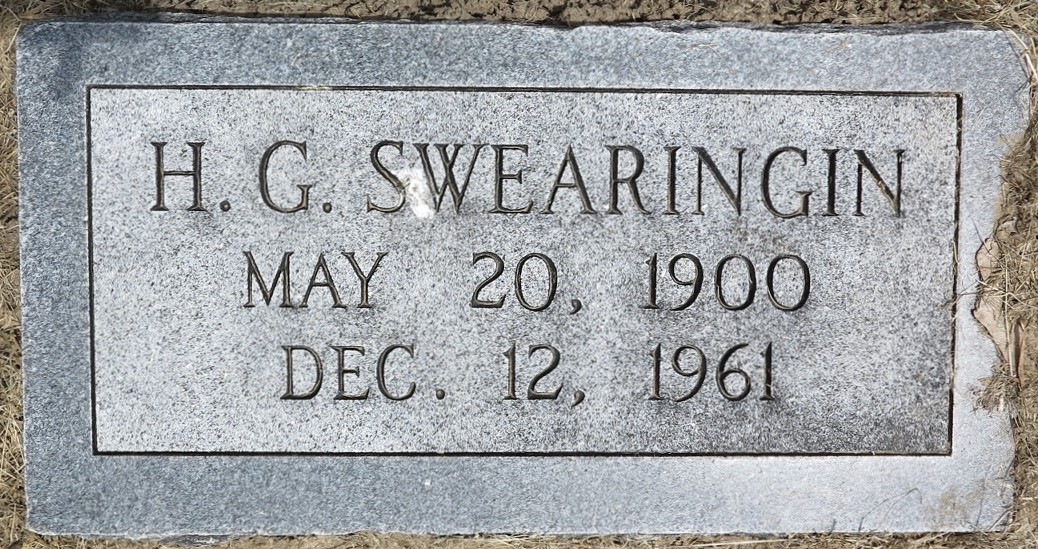 H. G. SWEARINGIN
MAY 20, 1900
DEC. 12, 1961